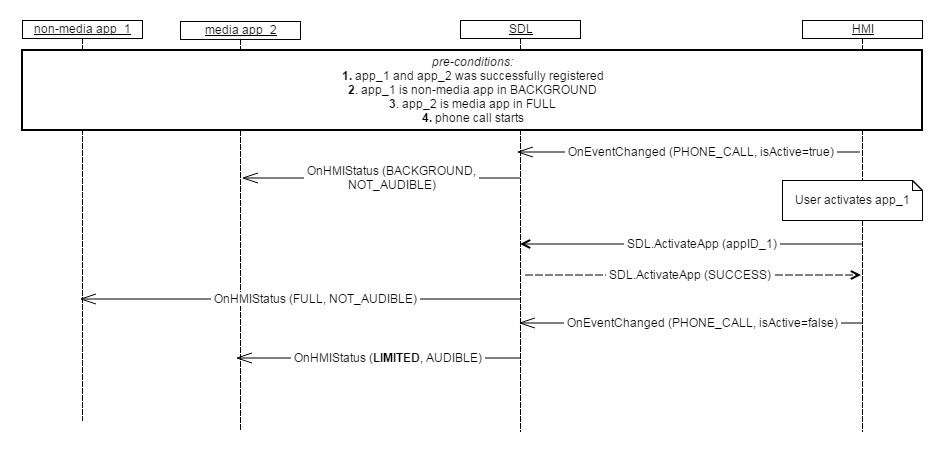 non-media app_1
media app_2
SDL
HMI
pre-conditions:
1. app_1 and app_2 was successfully registered
2. app_1 is non-media app in BACKGROUND
3. app_2 is media app in FULL
4. phone call starts
OnEventChanged (PHONE_CALL, isActive=true)
OnHMIStatus (BACKGROUND,
NOT_AUDIBLE)
User activates app_1
SDL.ActivateApp (appID_1)
SDL.ActivateApp (SUCCESS)
OnHMIStatus (FULL, NOT_AUDIBLE)
OnEventChanged (PHONE_CALL, isActive=false)
OnHMIStatus (LIMITED, AUDIBLE)